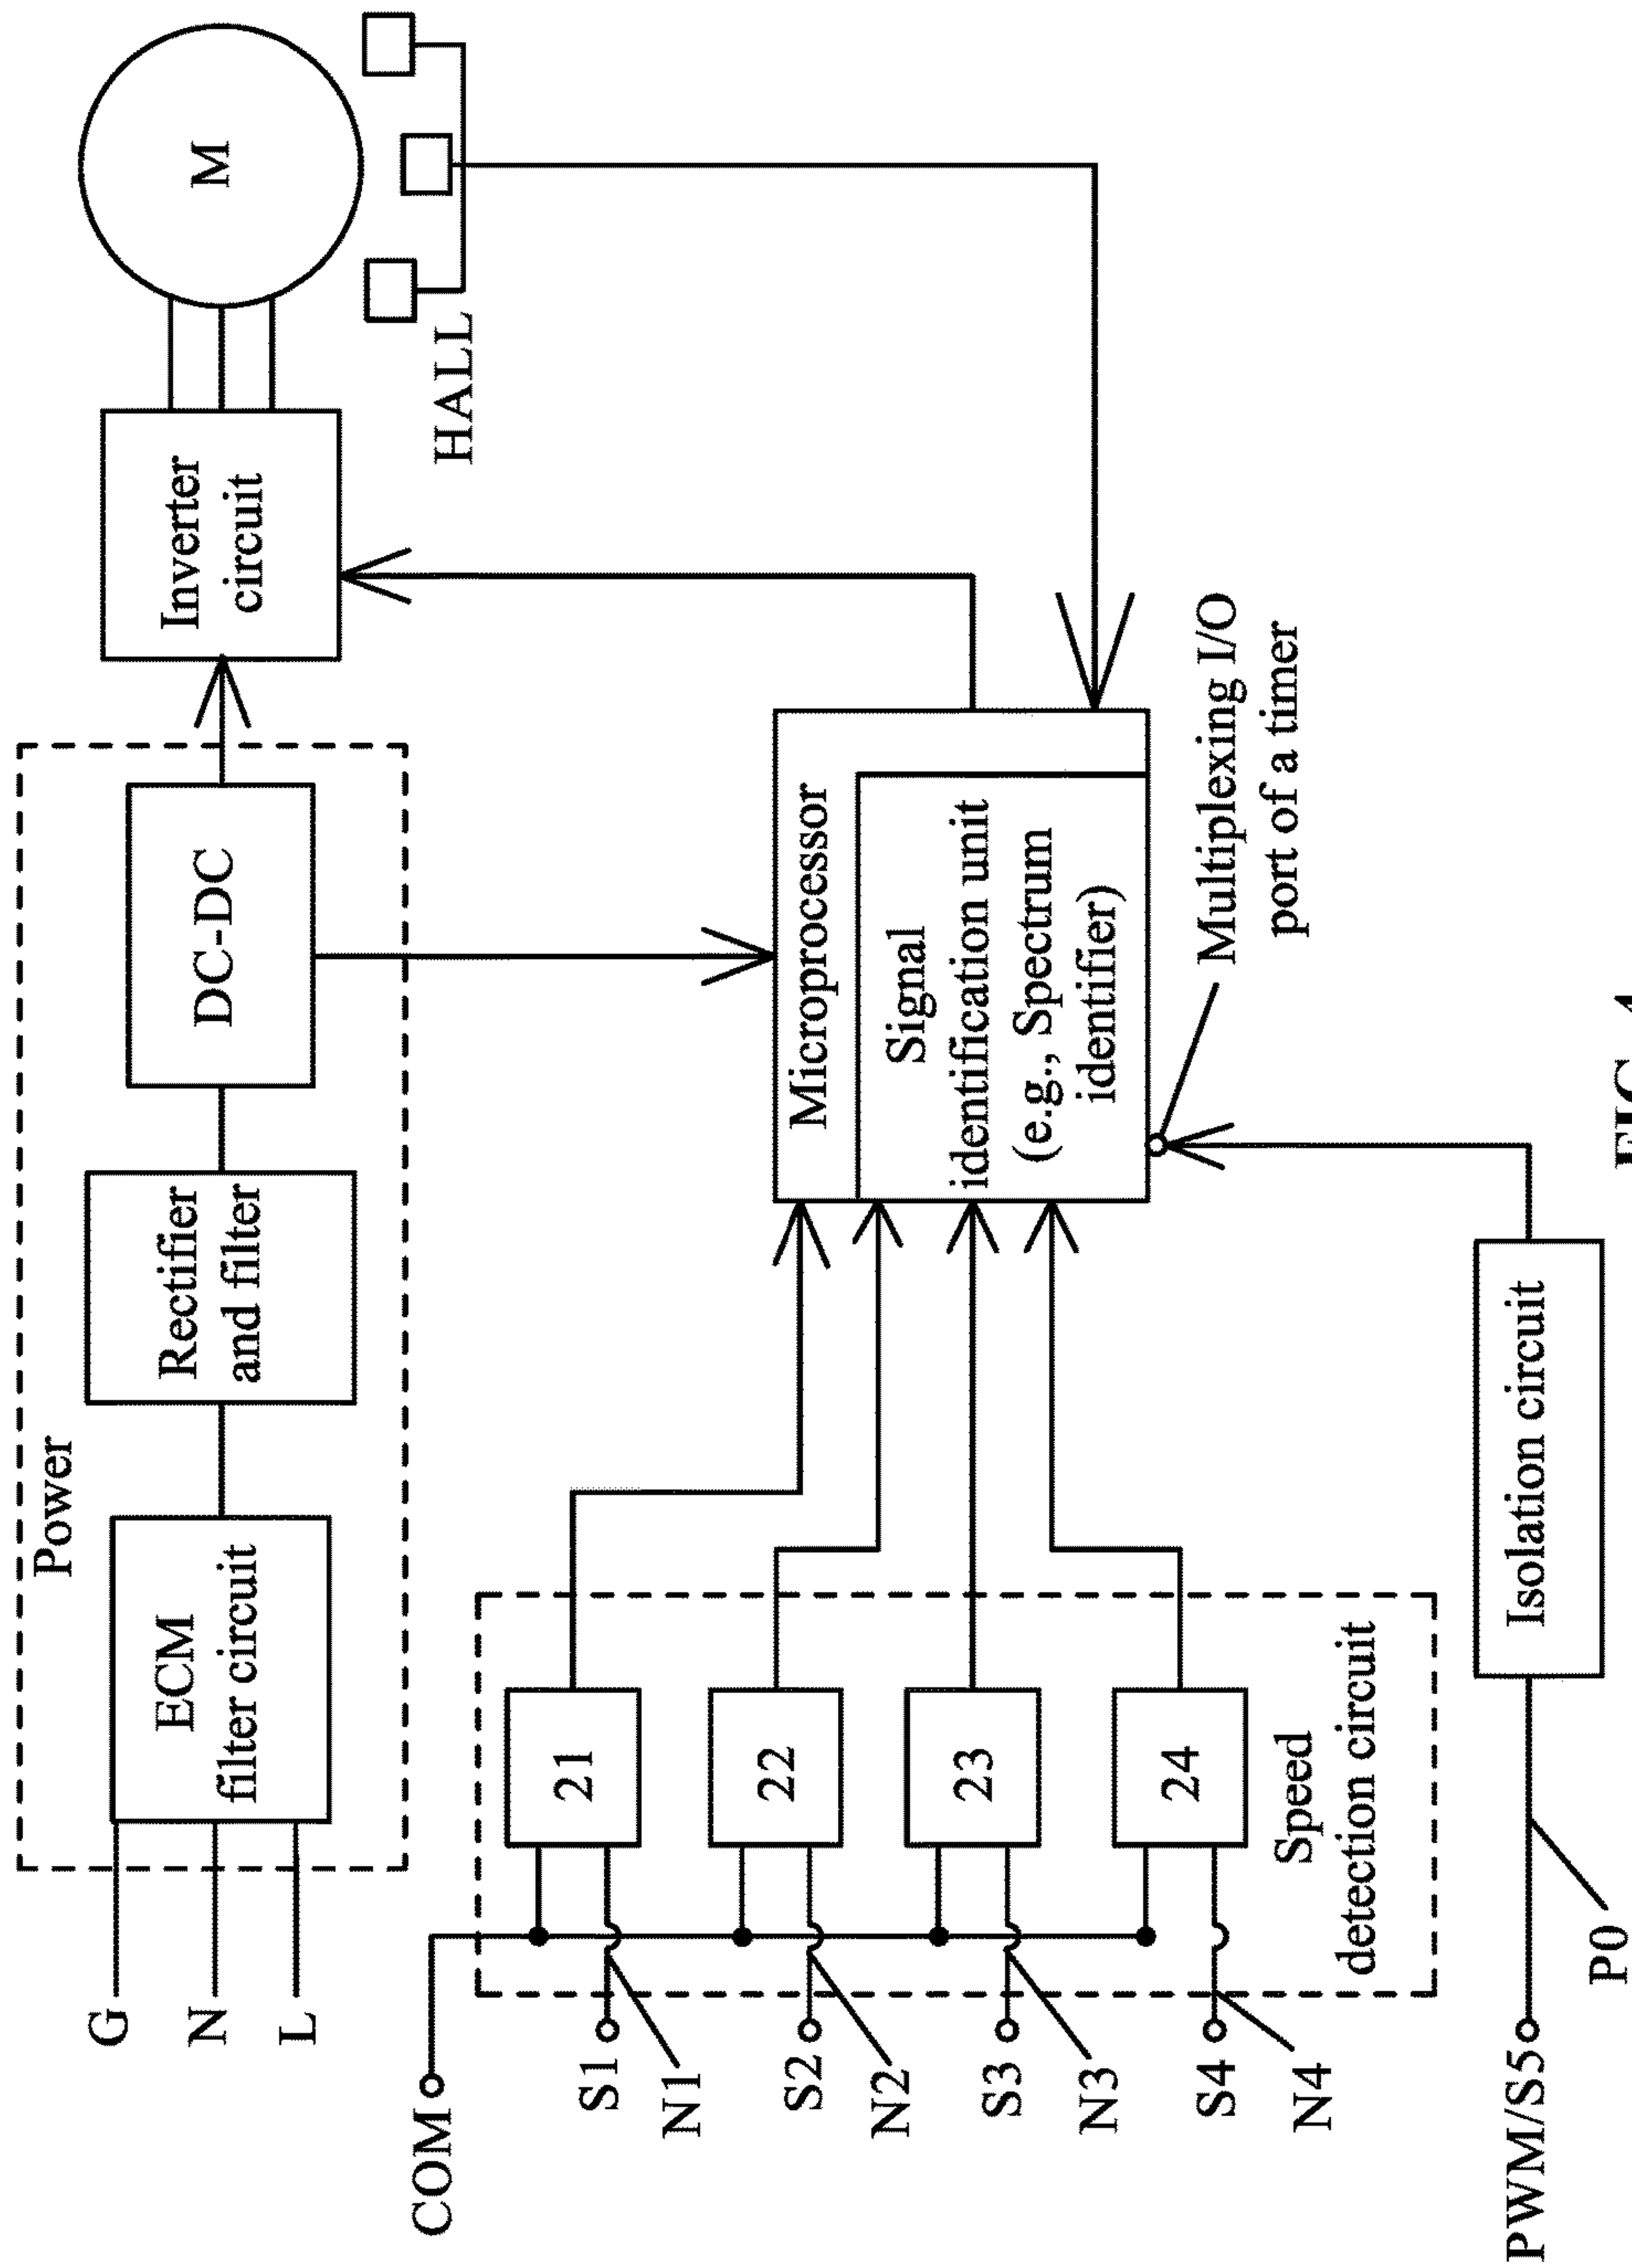 Power
G
N
L
ECM
filter circuit
Rectifier
and filter
DC-DC
Inverter
circuit
M
HALL
COM
S1
N1
S2
N2
S3
N3
S4
N4
21
22
23
24
Speed
detection circuit
Microprocessor
Signal
identification unit
(e.g., Spectrum
identifier)
Multiplexing I/O
port of a timer
PWM/S5
P0
Isolation circuit